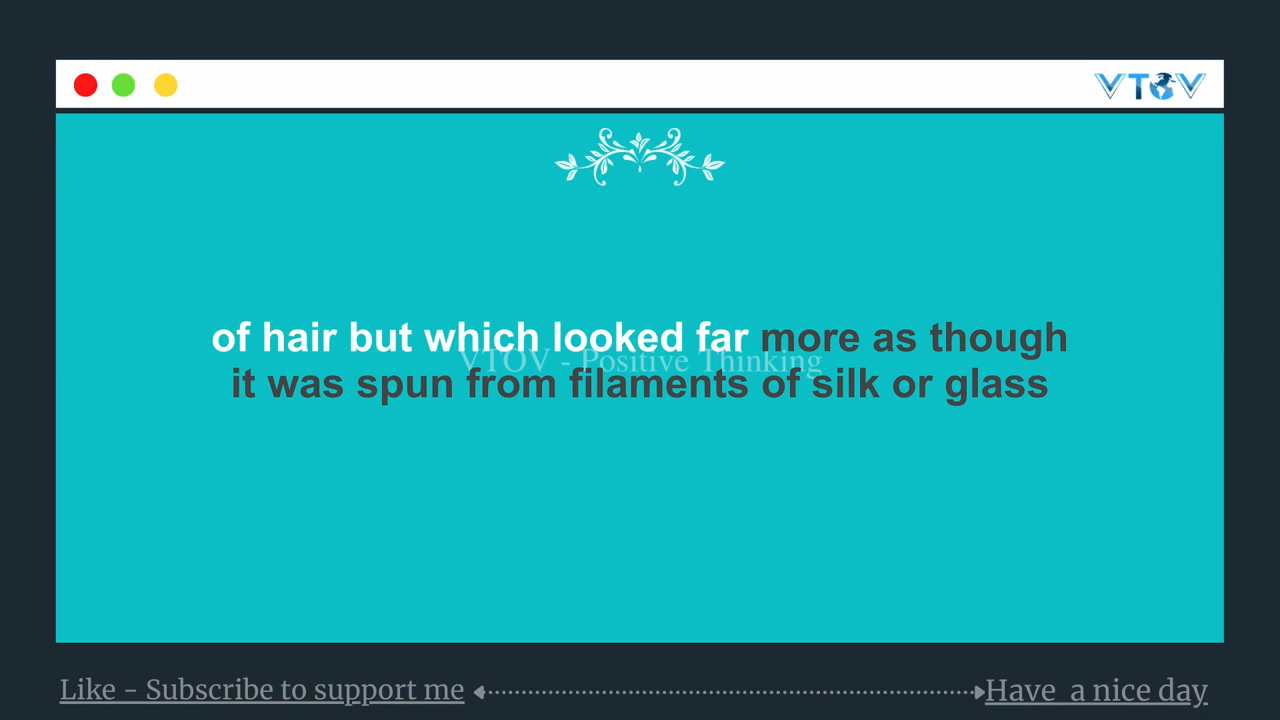 VTOV
of hair but which looked far more as though
VTOV - Positive Thinking
it was spun from filaments of silk or glass
Like - Subscribe to support me
Have a nice day